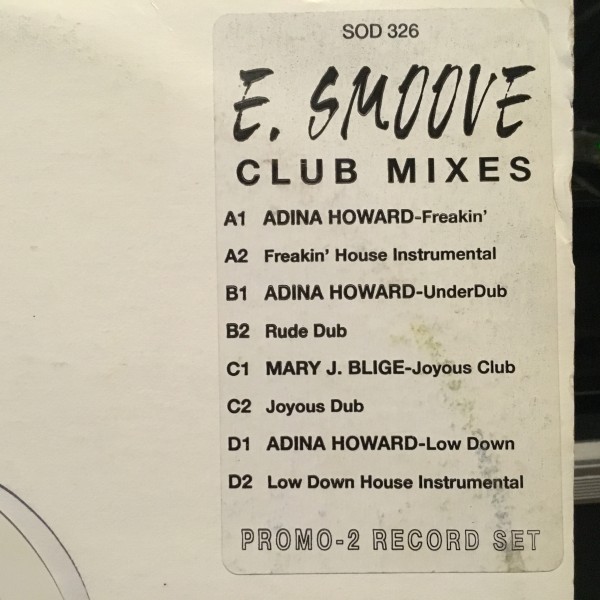 SOD 326
E. SMOOVE
CLUB MIXES
A1 ADINA HOWARD-Freakin'
A2 Freakin' House Instrumental
B1 ADINA HOWARD-UnderDub
B2 Rude Dub
C1 MARY J. BLIGE-Joyous Club
C2 Joyous Dub
D1 ADINA HOWARD-Low Down
D2 Low Down House Instrumental
PROMO-2 RECORD SET